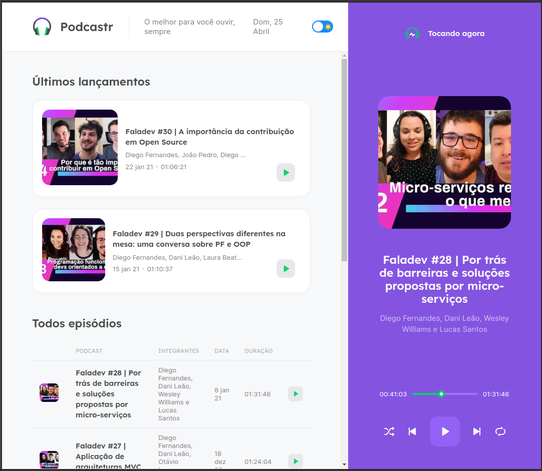 Podcastr
O melhor para você ouvir,
sempre
Dom, 25
Abril
Últimos lançamentos
Por que é tão imp
contribuir em Open S
Faladev #30 | A importância da contribuição
em Open Source
Diego Fernandes, João Pedro, Diego ...
22 jan 21 · 01:06:21
Programação funcion
devs orientados a
Faladev #29 | Duas perspectivas diferentes na
mesa: uma conversa sobre PF e OOP
Diego Fernandes, Dani Leão, Laura Beat...
15 jan 21 · 01:10:37
Todos episódios
PODCAST INTEGRANTES DATA DURAÇÃO
Faladev #28 | Por
trás de barreiras
e soluções
propostas por
micro-serviços
Diego
Fernandes,
Dani Leão,
Wesley
Williams e
Lucas
Santos
8 jan
21
01:31:46
Faladev #27 |
Aplicação de
arquiteturas MVC
Diego
Fernandes,
Dani Leão,
Otávio
18
dez
01:24:04
Tocando agora
2
Micro-serviços re
o que me
Faladev #28 | Por trás
de barreiras e soluções
propostas por micro-
serviços
Diego Fernandes, Dani Leão, Wesley
Williams e Lucas Santos
00:41:03
01:31:46